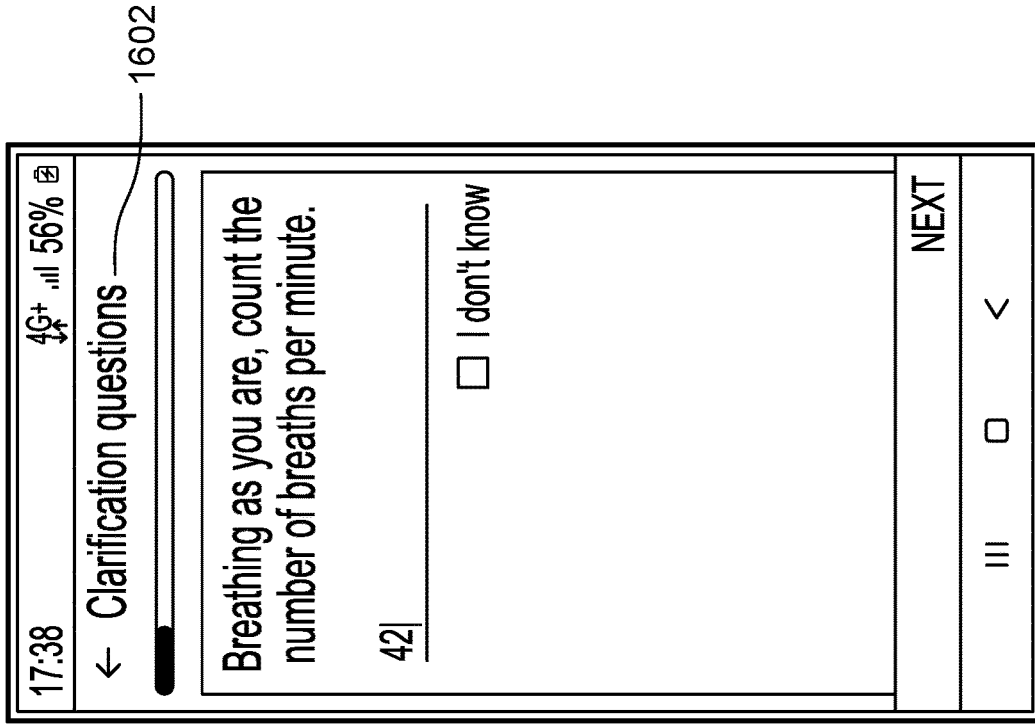 17:38 4G+ 56%
← Clarification questions
1602
Breathing as you are, count the
number of breaths per minute.
42
I don't know
NEXT